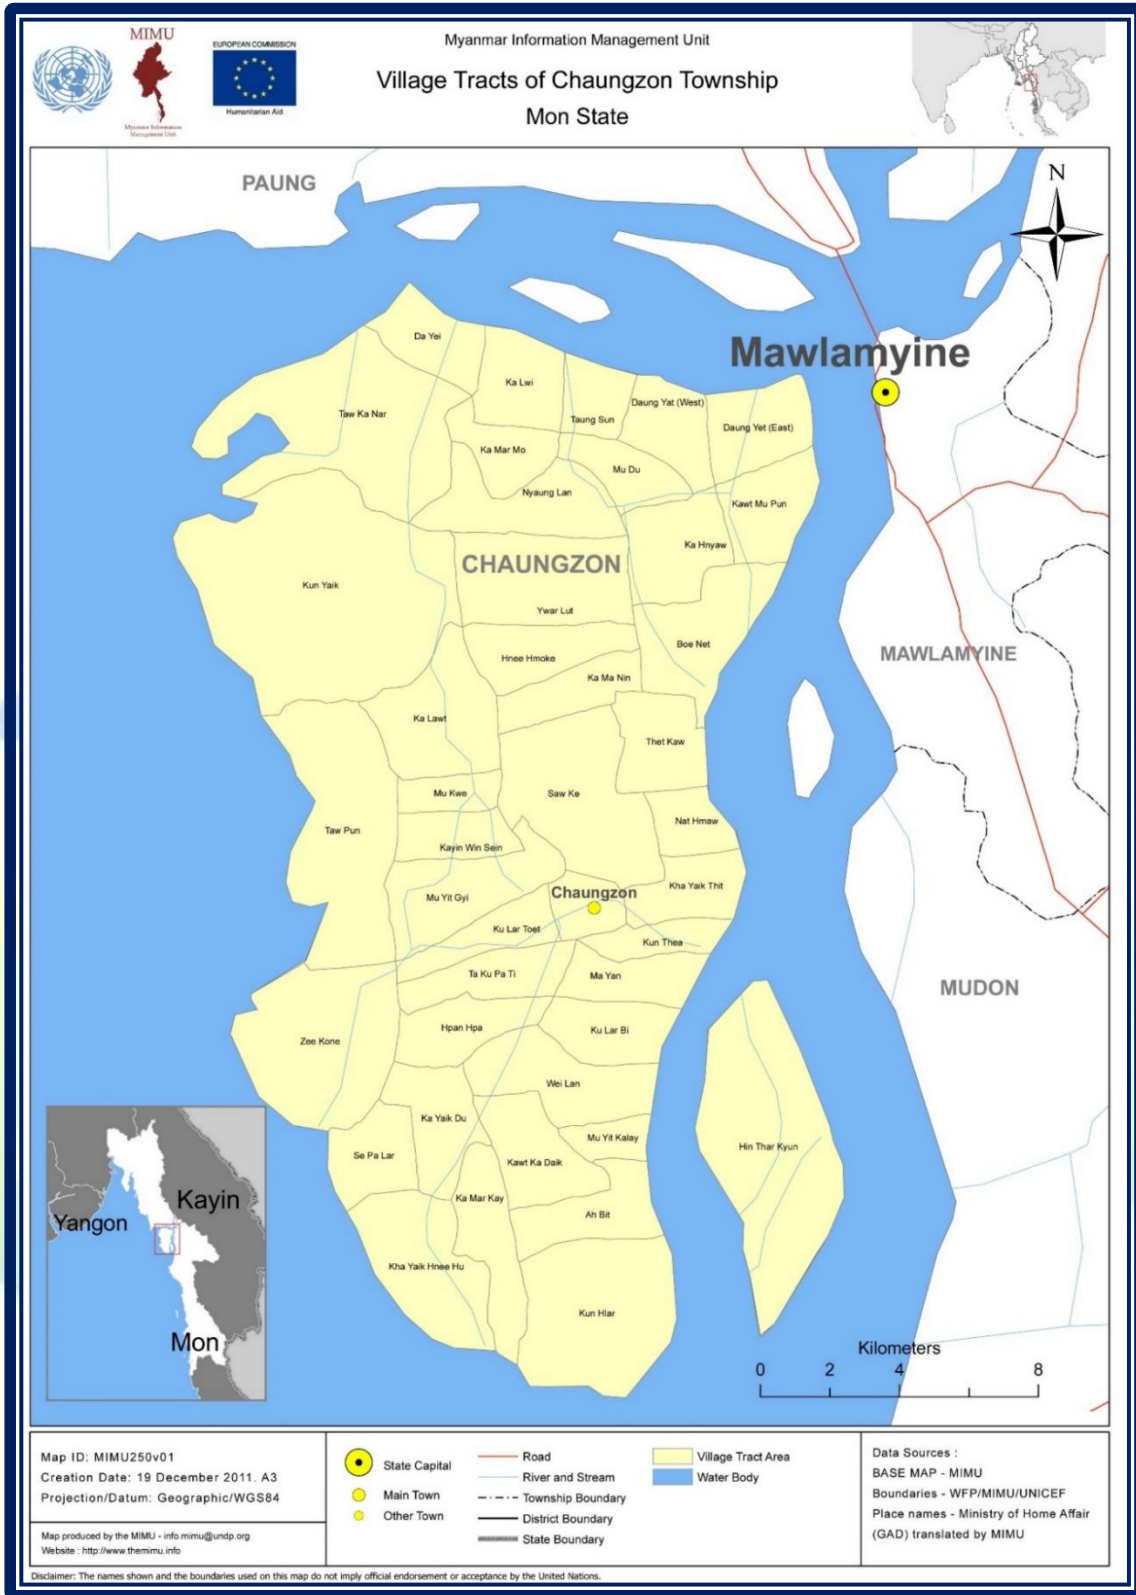 MIMU
Myanmar Information
Management Unit
EUROPEAN COMMISSION
Humanitarian Aid
Myanmar Information Management Unit
Village Tracts of Chaungzon Township
Mon State
PAUNG
N
Mawlamyine
Da Yei
Ka Lwi
Taw Ka Nar
Taung Sun
Daung Yat (West)
Daung Yet (East)
Ka Mar Mo
Mu Du
Nyaung Lan
Kawt Mu Pun
Ka Hnyaw
CHAUNGZON
Kun Yaik
Ywar Lut
Boe Net
MAWLAMYINE
Hnee Hmoke
Ka Ma Nin
Ka Lawt
Thet Kaw
Mu Kwe
Saw Ke
Nat Hmaw
Taw Pun
Kayin Win Sein
Kha Yaik Thit
Chaungzon
Mu Yit Gyi
Ku Lar Toet
Kun Thea
Ta Ku Pa Ti
Ma Yan
MUDON
Hpan Hpa
Ku Lar Bi
Zee Kone
Wei Lan
Ka Yaik Du
Mu Yit Kalay
Hin Thar Kyun
Se Pa Lar
Kawt Ka Daik
Ka Mar Kay
Ah Bit
Kha Yaik Hnee Hu
Kun Hlar
Kayin
Yangon
Mon
Kilometers
0 2 4 8
Map ID: MIMU250v01
Creation Date: 19 December 2011. A3
Projection/Datum: Geographic/WGS84
Map produced by the MIMU - info.mimu@undp.org
Website : http://www.themimu.info
State Capital
Main Town
Other Town
Road
River and Stream
Township Boundary
District Boundary
State Boundary
Village Tract Area
Water Body
Data Sources :
BASE MAP - MIMU
Boundaries - WFP/MIMU/UNICEF
Place names - Ministry of Home Affair
(GAD) translated by MIMU
Disclaimer: The names shown and the boundaries used on this map do not imply official endorsement or acceptance by the United Nations.